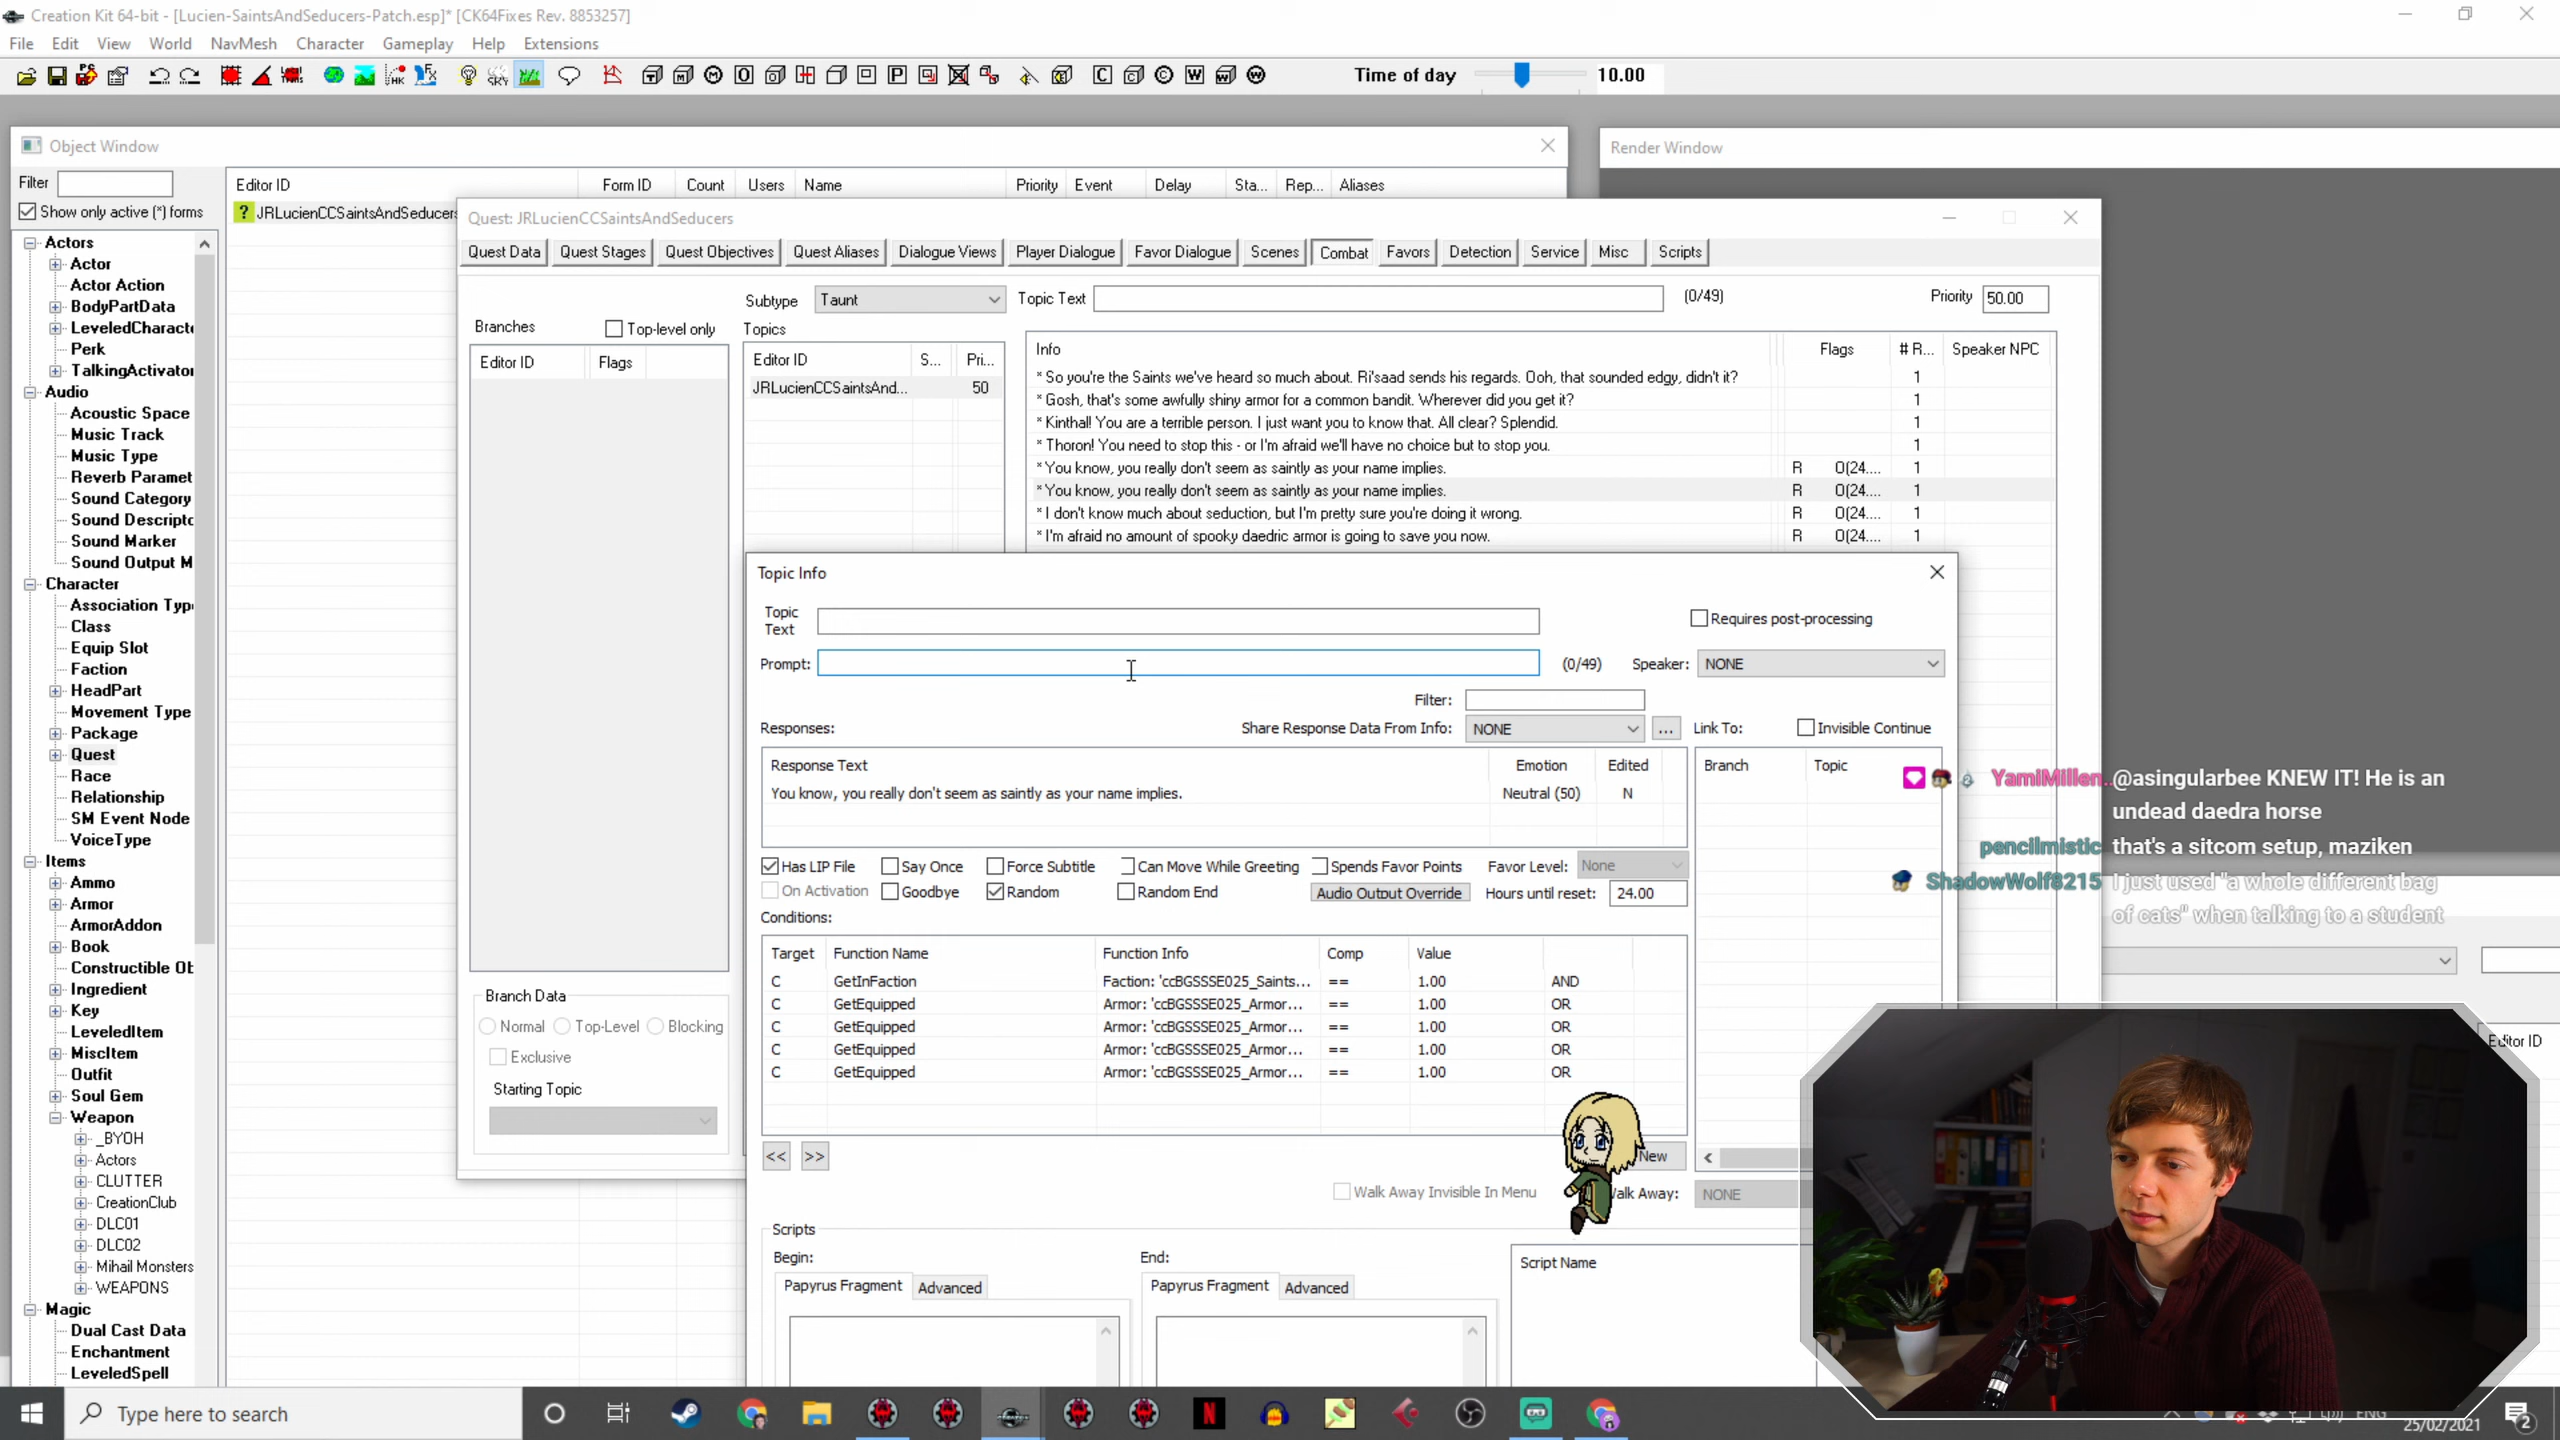 Creation Kit 64-bit - [Lucien-SaintsAndSeducers-Patch.esp]* [CK64Fixes Rev. 8853257]
File Edit View World NavMesh Character Gameplay Help Extensions
Time of day 10.00
Object Window
Render Window
Filter
Show only active (*) forms
Editor ID Form ID Count Users Name Priority Event Delay Sta... Rep... Aliases
JRLucienCCSaintsAndSeducers
Actors
Actor
Actor Action
BodyPartData
LeveledCharacte
Perk
TalkingActivator
Audio
Acoustic Space
Music Track
Music Type
Reverb Paramet
Sound Category
Sound Descripto
Sound Marker
Sound Output M
Character
Association Type
Class
Equip Slot
Faction
HeadPart
Movement Type
Package
Quest
Race
Relationship
SM Event Node
VoiceType
Items
Ammo
Armor
ArmorAddon
Book
Constructible Ob
Ingredient
Key
LeveledItem
MiscItem
Outfit
Soul Gem
Weapon
_BYOH
Actors
CLUTTER
CreationClub
DLC01
DLC02
Mihail Monsters
WEAPONS
Magic
Dual Cast Data
Enchantment
LeveledSpell
Quest: JRLucienCCSaintsAndSeducers
Quest Data Quest Stages Quest Objectives Quest Aliases Dialogue Views Player Dialogue Favor Dialogue Scenes Combat Favors Detection Service Misc Scripts
Subtype Taunt Topic Text (0/49) Priority 50.00
Branches Top-level only Topics
Editor ID Flags
Editor ID S... Pri...
JRLucienCCSaintsAnd... 50
Info Flags # R... Speaker NPC
* So you're the Saints we've heard so much about. Ri'saad sends his regards. Ooh, that sounded edgy, didn't it? 1
* Gosh, that's some awfully shiny armor for a common bandit. Wherever did you get it? 1
* Kinthal! You are a terrible person. I just want you to know that. All clear? Splendid. 1
* Thoron! You need to stop this - or I'm afraid we'll have no choice but to stop you. 1
* You know, you really don't seem as saintly as your name implies. R O(24.... 1
* You know, you really don't seem as saintly as your name implies. R O(24.... 1
* I don't know much about seduction, but I'm pretty sure you're doing it wrong. R O(24.... 1
* I'm afraid no amount of spooky daedric armor is going to save you now. R O(24.... 1
Branch Data
Normal Top-Level Blocking
Exclusive
Starting Topic
Topic Info
Topic Text
Requires post-processing
Prompt: (0/49) Speaker: NONE
Filter:
Responses: Share Response Data From Info: NONE ... Link To: Invisible Continue
Response Text Emotion Edited
You know, you really don't seem as saintly as your name implies. Neutral (50) N
Branch Topic
Has LIP File Say Once Force Subtitle Can Move While Greeting Spends Favor Points Favor Level: None
On Activation Goodbye Random Random End Audio Output Override Hours until reset: 24.00
Conditions:
Target Function Name Function Info Comp Value
C GetInFaction Faction: 'ccBGSSSE025_Saints... == 1.00 AND
C GetEquipped Armor: 'ccBGSSSE025_Armor... == 1.00 OR
C GetEquipped Armor: 'ccBGSSSE025_Armor... == 1.00 OR
C GetEquipped Armor: 'ccBGSSSE025_Armor... == 1.00 OR
C GetEquipped Armor: 'ccBGSSSE025_Armor... == 1.00 OR
<< >> New <
Walk Away Invisible In Menu Walk Away: NONE
Scripts
Begin: End:
Papyrus Fragment Advanced Papyrus Fragment Advanced
Script Name
YamiMillen.. @asingularbee KNEW IT! He is an
undead daedra horse
pencilmistic that's a sitcom setup, maziken
ShadowWolf8215 I just used "a whole different bag
of cats" when talking to a student
Editor ID
Type here to search
ENG
25/02/2021
2